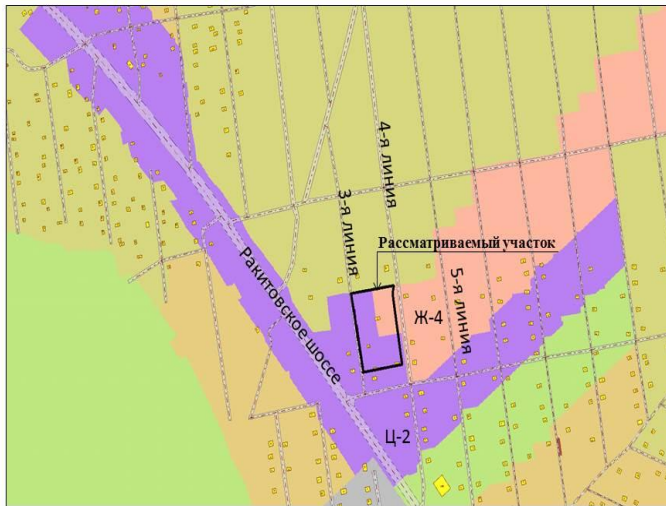 4-я линия
3-я линия
Рассматриваемый участок
Ракитовское шоссе
5-я линия
Ж-4
Ц-2